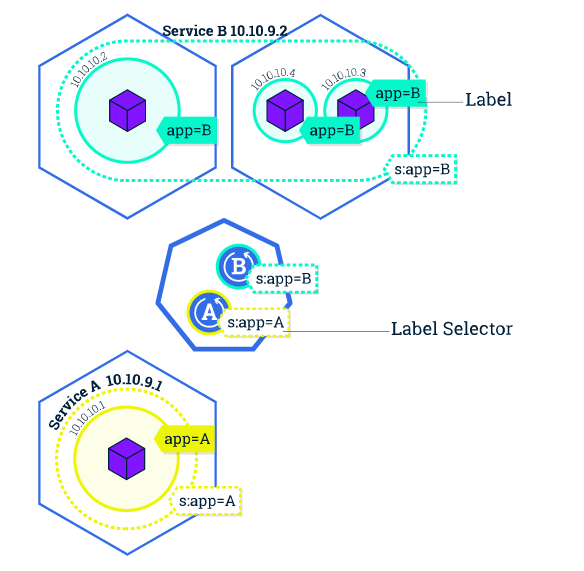 Service B 10.10.9.2
10.10.10.2
10.10.10.4
10.10.10.3
app=B
Label
app=B
app=B
s:app=B
B
s:app=B
A
s:app=A
Label Selector
Service A 10.10.9.1
10.10.10.1
app=A
s:app=A